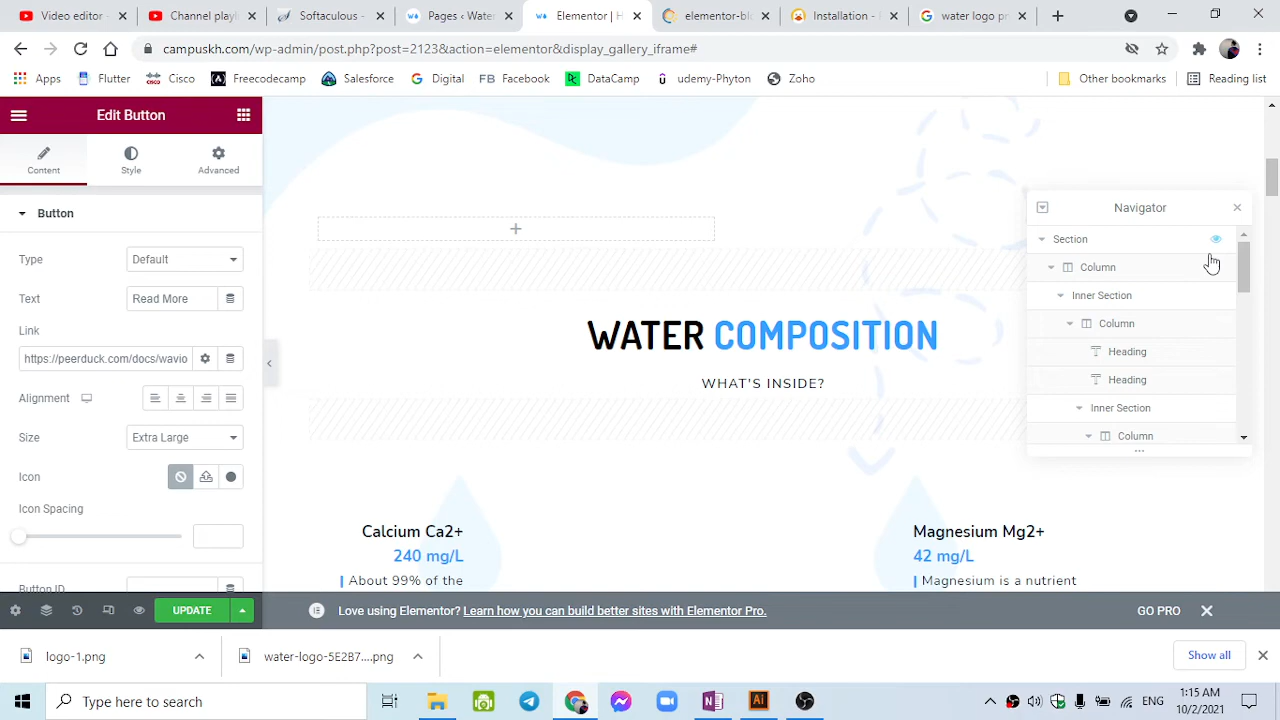 YouTube Video
Channel play
Softaculous -
Pages ‹ Water
Elementor | H
elementor-blo
Installation -
water logo pn
campuskh.com/wp-admin/post.php?post=2123&action=elementor&display_gallery_iframe#
Apps
Flutter
Cisco
Freecodecamp
Salesforce
Digital
FB Facebook
DataCamp
udemy-Phyton
Zoho
Other bookmarks
Reading list
Edit Button
Content
Style
Advanced
Button
Type
Default
Text
Read More
Link
https://peerduck.com/docs/wavio
Alignment
Size
Extra Large
Icon
Icon Spacing
Button ID
UPDATE
WATER COMPOSITION
WHAT'S INSIDE?
Calcium Ca2+
240 mg/L
About 99% of the
Magnesium Mg2+
42 mg/L
Magnesium is a nutrient
Navigator
Section
Column
Inner Section
Column
Heading
Heading
Inner Section
Column
Love using Elementor? Learn how you can build better sites with Elementor Pro.
GO PRO
logo-1.png
water-logo-5E2B7....png
Show all
Type here to search
ENG
1:15 AM
10/2/2021